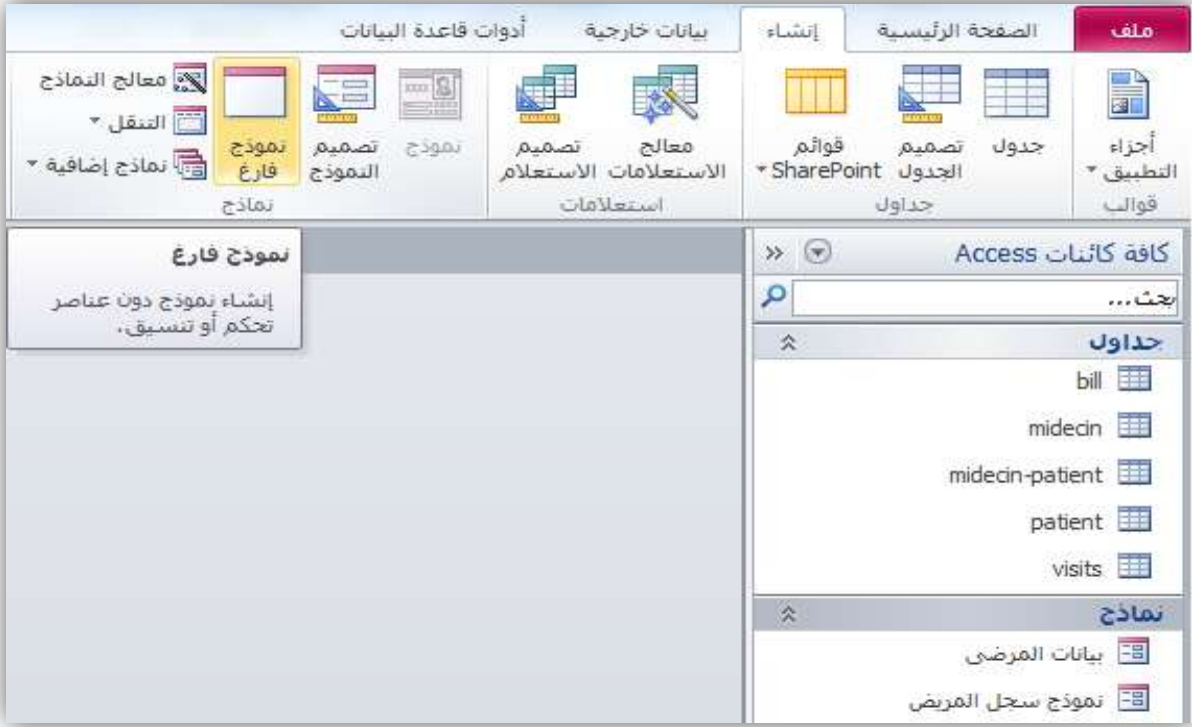 ملف
الصفحة الرئيسية
إنشاء
بيانات خارجية
أدوات قاعدة البيانات
أجزاء
التطبيق
قوالب
جدول
تصميم
الجدول
قوائم
SharePoint
جداول
معالج
الاستعلامات
تصميم
الاستعلام
استعلامات
نموذج
تصميم
النموذج
نموذج
فارغ
معالج النماذج
التنقل
نماذج إضافية
نماذج
نموذج فارغ
إنشاء نموذج دون عناصر
تحكم أو تنسيق.
كافة كائنات Access
بحث...
جداول
bill
midecin
midecin-patient
patient
visits
نماذج
بيانات المرضى
نموذج سجل المريض